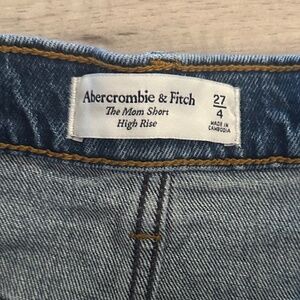 Abercrombie & Fitch
The Mom Short
High Rise
27
4
MADE IN
CAMBODIA